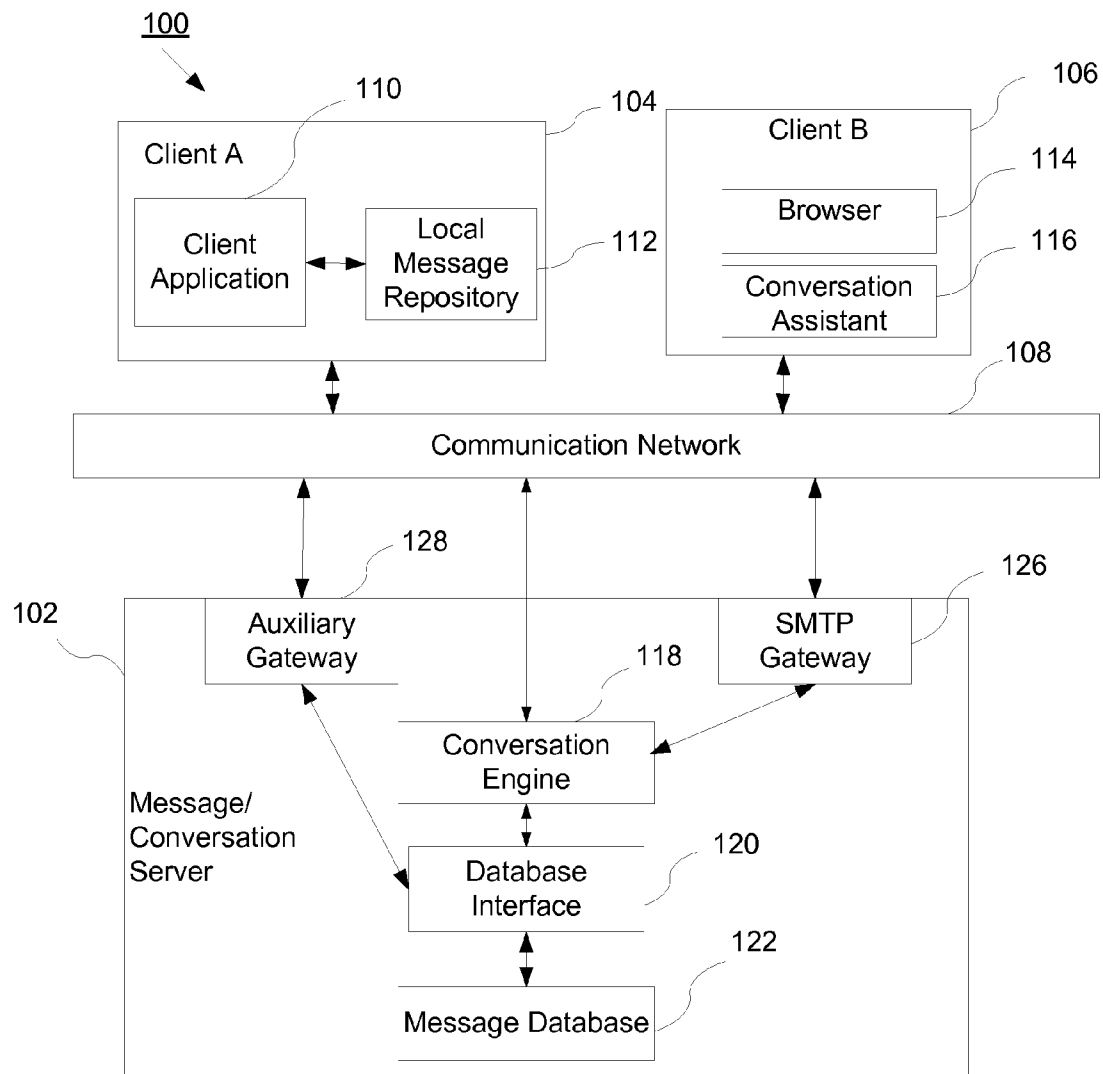 100
110
104
106
Client A
Client B
114
Browser
Client
Application
Local
Message
Repository
112
116
Conversation
Assistant
108
Communication Network
128
126
102
Auxiliary
Gateway
SMTP
Gateway
118
Conversation
Engine
Message/
Conversation
Server
120
Database
Interface
122
Message Database